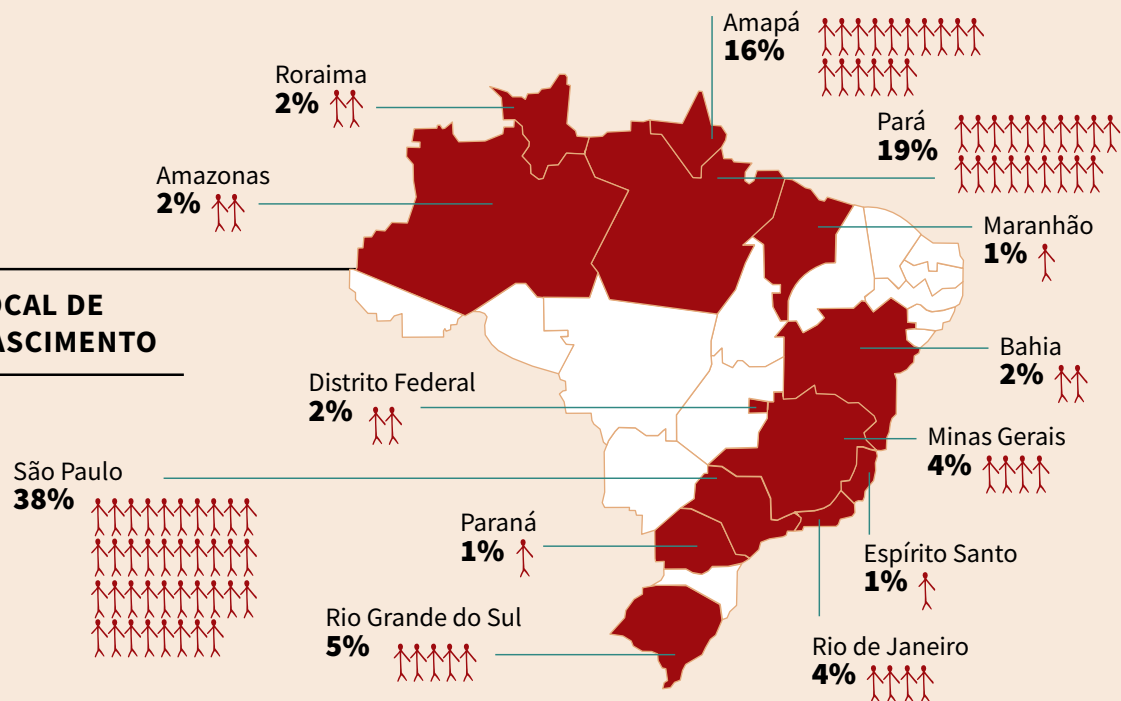 Amapá
16%
Roraima
2%
Pará
19%
Amazonas
2%
Maranhão
1%
OCAL DE
ASCIMENTO
Bahia
2%
Distrito Federal
2%
Minas Gerais
4%
São Paulo
38%
Paraná
1%
Espírito Santo
1%
Rio Grande do Sul
5%
Rio de Janeiro
4%